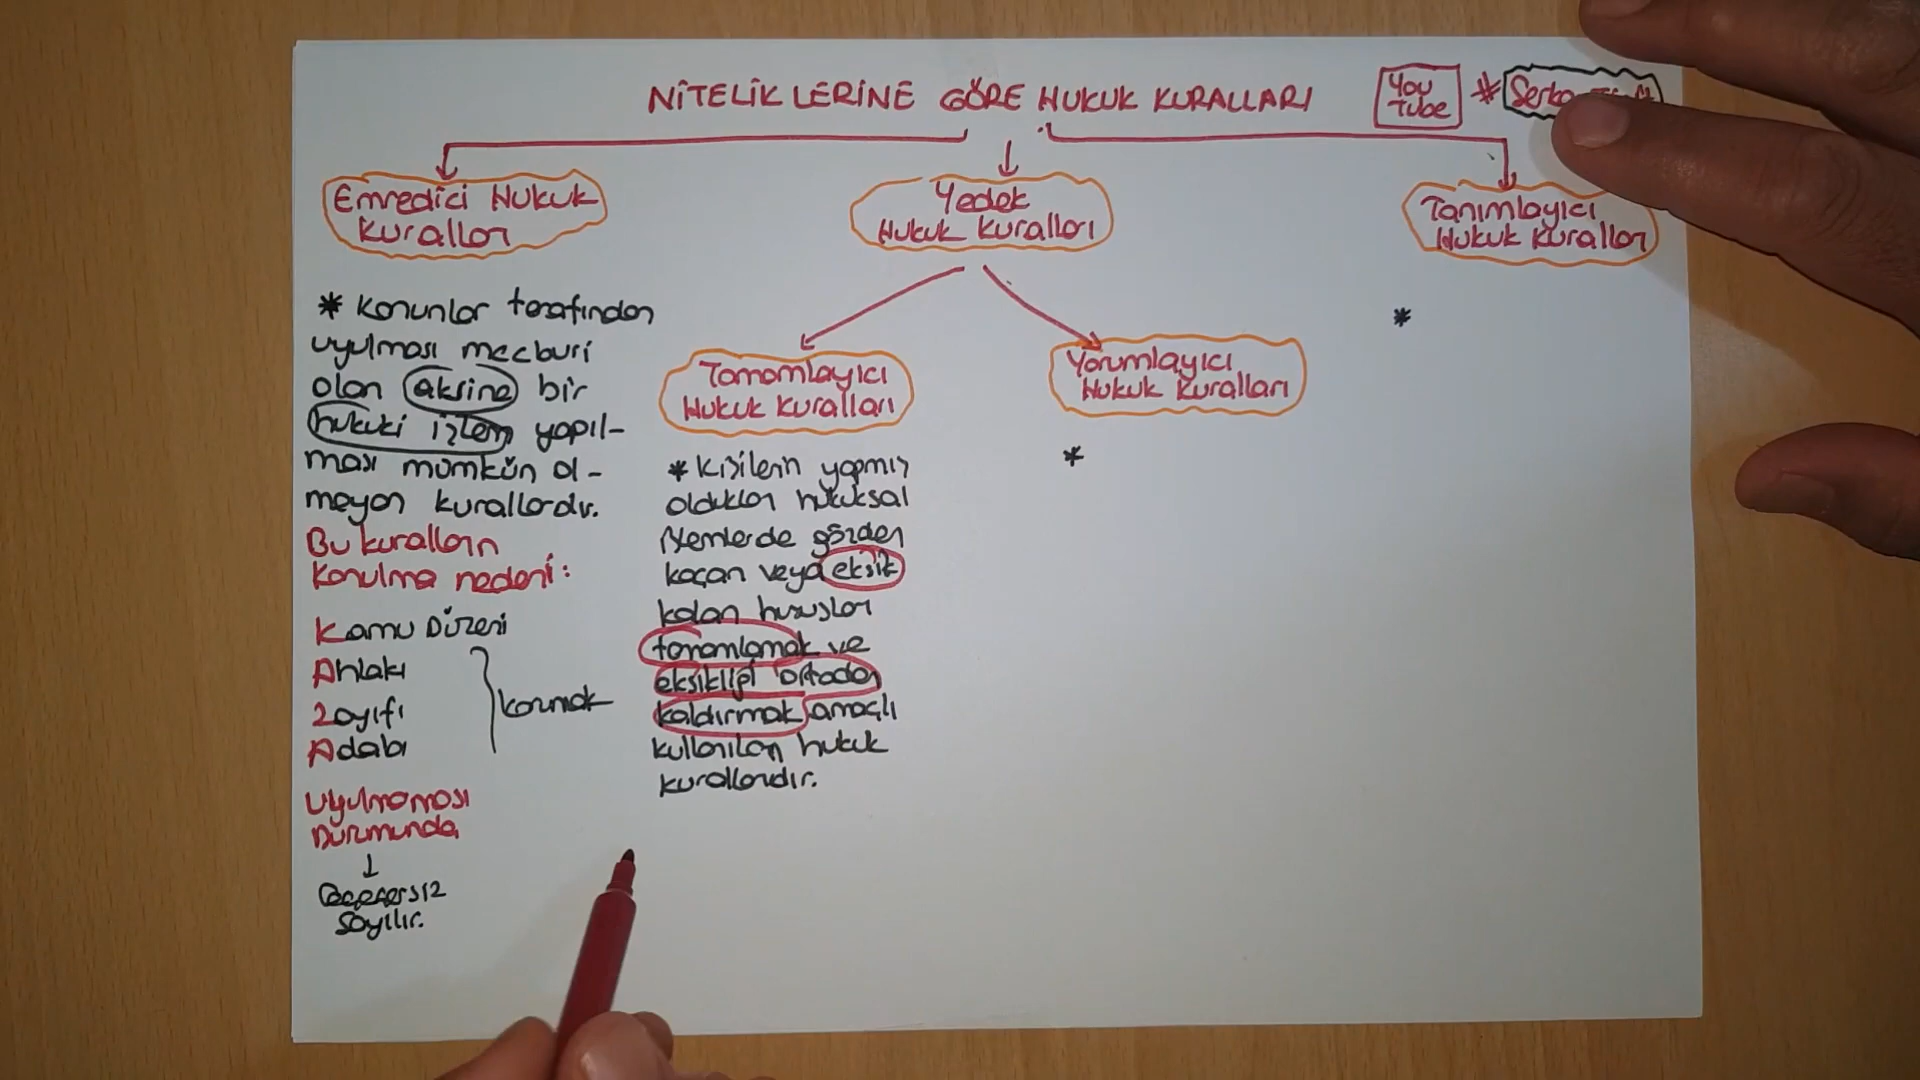 NİTELİKLERİNE GÖRE HUKUK KURALLARI
You
Tube
*
Emredici Hukuk
Kuralları
* Kanunlar tarafından
uyulması mecburi
olan aksine bir
hukuki işlem yapıl-
ması mümkün ol-
mayan kurallardır.
Bu kuralların
Konulma nedeni:
Kamu Düzeni
Ahlakı
Zayıfı
Adabı
korumak
Uyulmaması
Durumunda
Geçersiz
Sayılır.
Yedek
Hukuk Kuralları
Tamamlayıcı
Hukuk Kuralları
* Kişilerin yapmış
oldukları hukuksal
işlemlerde gözden
kaçan veya eksik
kalan hususları
tamamlamak ve
eksikliği ortadan
kaldırmak amaçlı
kullanılan hukuk
kurallarıdır.
Yorumlayıcı
Hukuk Kuralları
*
Tanımlayıcı
Hukuk Kuralları
*